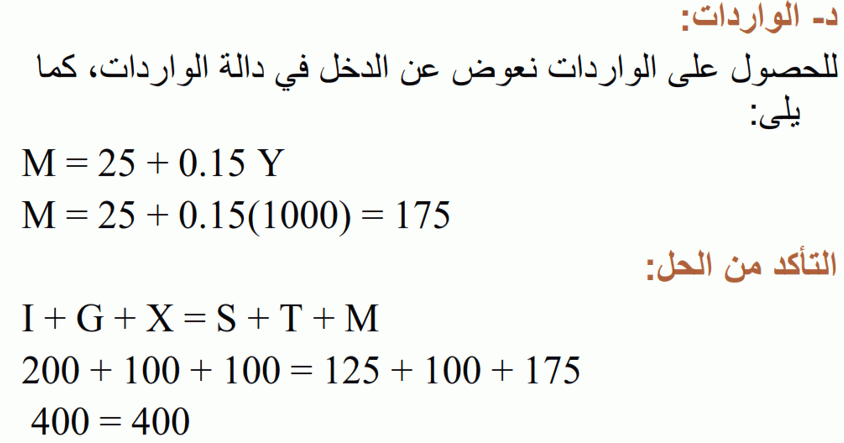 د- الواردات:
للحصول على الواردات نعوض عن الدخل في دالة الواردات، كما
يلى:
M = 25 + 0.15 Y
M = 25 + 0.15(1000) = 175
التأكد من الحل:
I + G + X = S + T + M
200 + 100 + 100 = 125 + 100 + 175
400 = 400